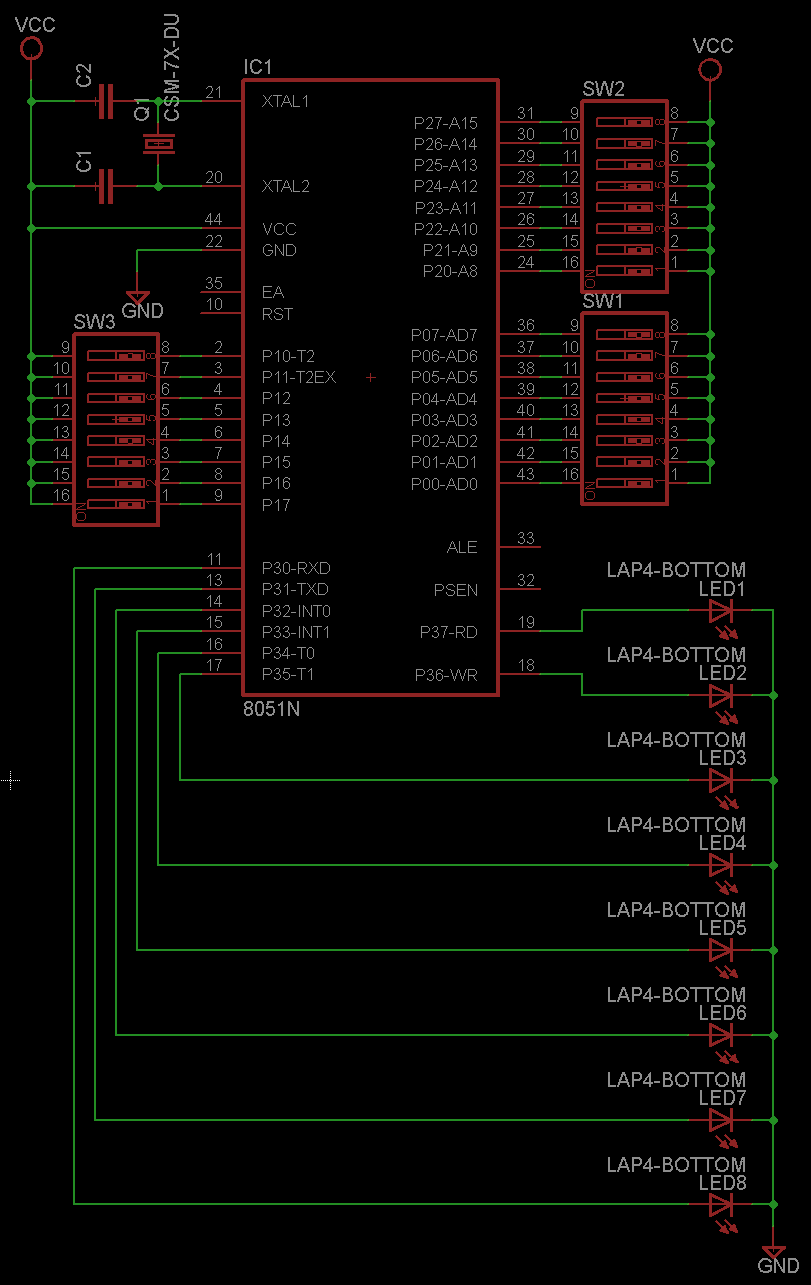 VCC
C2
Q1
CSM-7X-DU
C1
IC1
21 XTAL1
20 XTAL2
44 VCC
22 GND
GND
35 EA
10 RST
SW3
9 8 8 2 P10-T2
10 7 7 3 P11-T2EX
11 6 6 4 P12
12 5 5 5 P13
13 4 4 6 P14
14 3 3 7 P15
15 2 2 8 P16
16 1 1 9 P17
ON
11 P30-RXD
13 P31-TXD
14 P32-INT0
15 P33-INT1
16 P34-T0
17 P35-T1
8051N
VCC
SW2
P27-A15 31 9 8 8
P26-A14 30 10 7 7
P25-A13 29 11 6 6
P24-A12 28 12 5 5
P23-A11 27 13 4 4
P22-A10 26 14 3 3
P21-A9 25 15 2 2
P20-A8 24 16 1 1
ON
SW1
P07-AD7 36 9 8 8
P06-AD6 37 10 7 7
P05-AD5 38 11 6 6
P04-AD4 39 12 5 5
P03-AD3 40 13 4 4
P02-AD2 41 14 3 3
P01-AD1 42 15 2 2
P00-AD0 43 16 1 1
ON
ALE 33
PSEN 32
P37-RD 19
P36-WR 18
LAP4-BOTTOM
LED1
LAP4-BOTTOM
LED2
LAP4-BOTTOM
LED3
LAP4-BOTTOM
LED4
LAP4-BOTTOM
LED5
LAP4-BOTTOM
LED6
LAP4-BOTTOM
LED7
LAP4-BOTTOM
LED8
GND